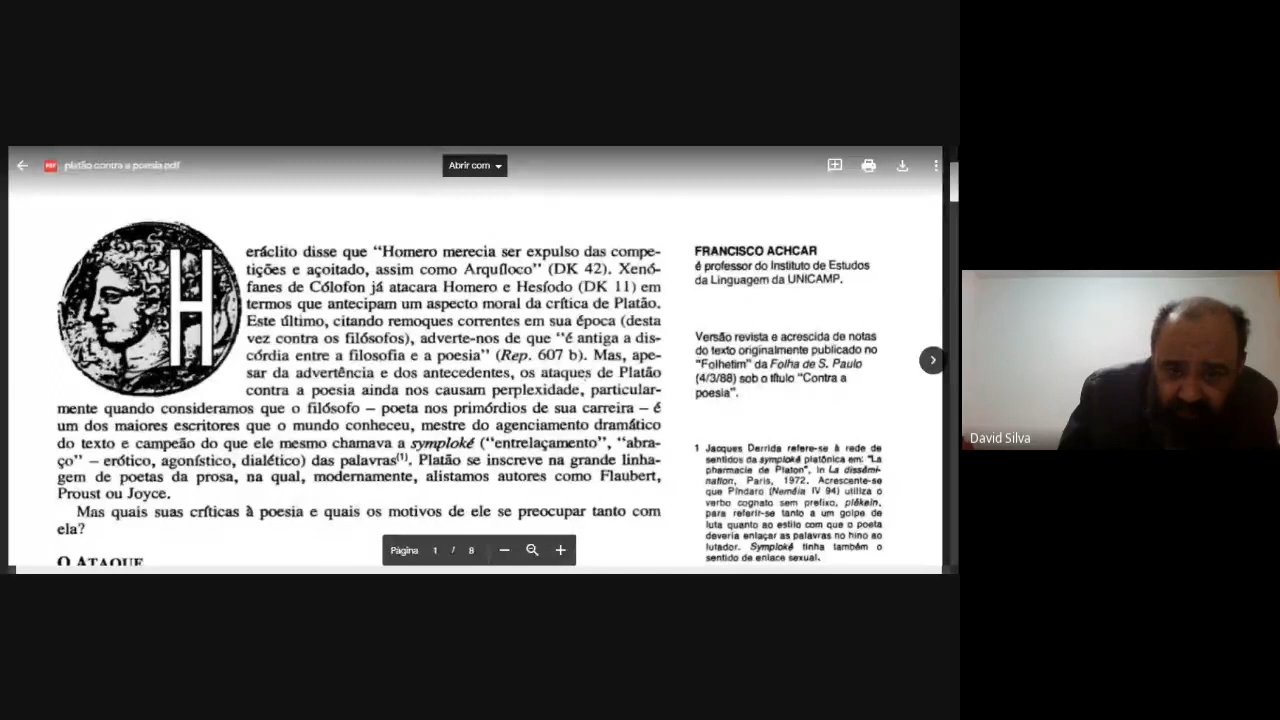 platão contra a poesia.pdf
Abrir com
H
eráclito disse que “Homero merecia ser expulso das compe-
tições e açoitado, assim como Arquíloco” (DK 42). Xenó-
fanes de Cólofon já atacara Homero e Hesíodo (DK 11) em
termos que antecipam um aspecto moral da crítica de Platão.
Este último, citando remoques correntes em sua época (desta
vez contra os filósofos), adverte-nos de que “é antiga a dis-
córdia entre a filosofia e a poesia” (Rep. 607 b). Mas, ape-
sar da advertência e dos antecedentes, os ataques de Platão
contra a poesia ainda nos causam perplexidade, particular-
mente quando consideramos que o filósofo – poeta nos primórdios de sua carreira – é
um dos maiores escritores que o mundo conheceu, mestre do agenciamento dramático
do texto e campeão do que ele mesmo chamava a symploké (“entrelaçamento”, “abra-
ço” – erótico, agonístico, dialético) das palavras(1). Platão se inscreve na grande linha-
gem de poetas da prosa, na qual, modernamente, alistamos autores como Flaubert,
Proust ou Joyce.
Mas quais suas críticas à poesia e quais os motivos de ele se preocupar tanto com
ela?
O ATAQUE
FRANCISCO ACHCAR
é professor do Instituto de Estudos
da Linguagem da UNICAMP.
Versão revista e acrescida de notas
do texto originalmente publicado no
"Folhetim" da Folha de S. Paulo
(4/3/88) sob o título "Contra a
poesia".
1 Jacques Derrida refere-se à rede de
sentidos da symploké platônica em: "La
pharmacie de Platon", in La dissémi-
nation, Paris, 1972. Acrescente-se
que Píndaro (Neméia IV 94) utiliza o
verbo cognato sem prefixo, plékein,
para referir-se tanto a um golpe de
luta quanto ao estilo com que o poeta
deveria enlaçar as palavras no hino ao
lutador. Symploké tinha também o
sentido de enlace sexual.
Página 1 / 8
David Silva